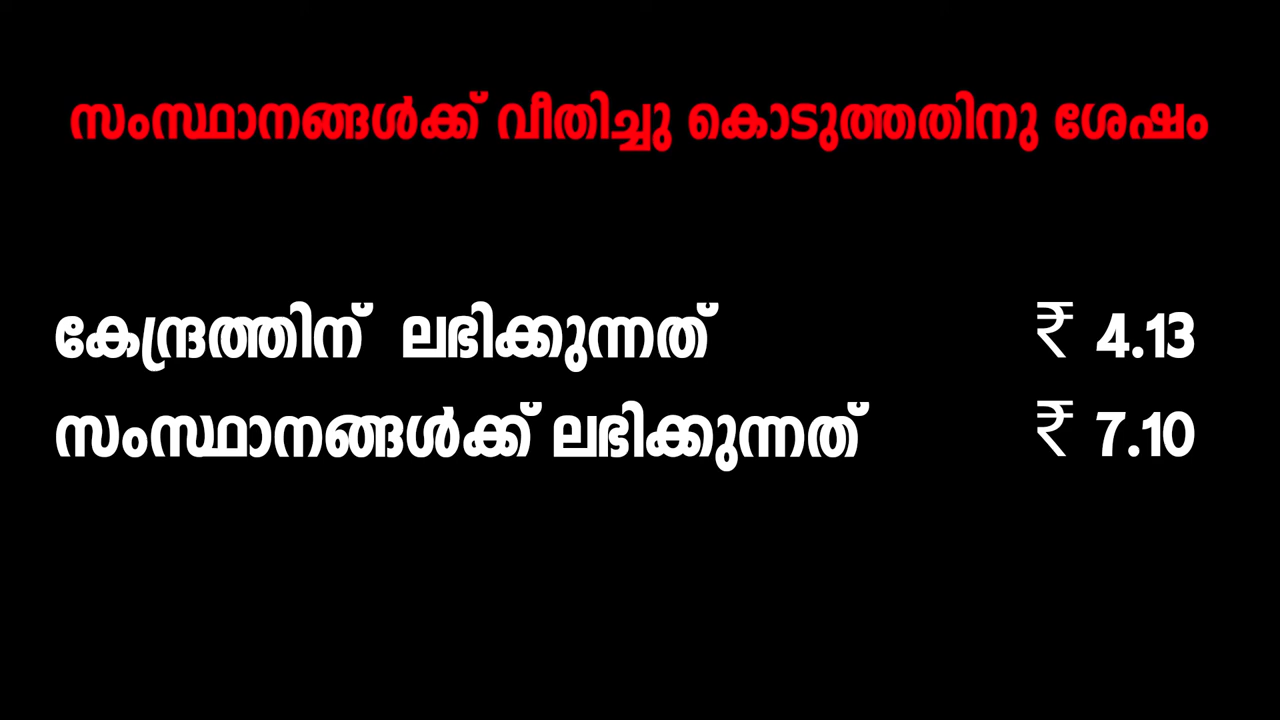 സംസ്ഥാനങ്ങൾക്ക് വീതിച്ചു കൊടുത്തതിനു ശേഷം
കേന്ദ്രത്തിന് ലഭിക്കുന്നത് ₹ 4.13
സംസ്ഥാനങ്ങൾക്ക് ലഭിക്കുന്നത് ₹ 7.10